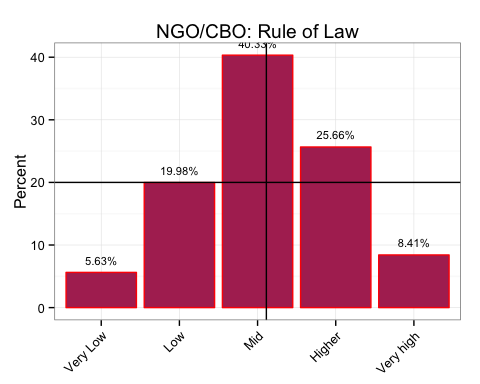 NGO/CBO: Rule of Law
Percent
40
30
20
10
0
5.63%
19.98%
40.33%
25.66%
8.41%
Very Low
Low
Mid
Higher
Very high